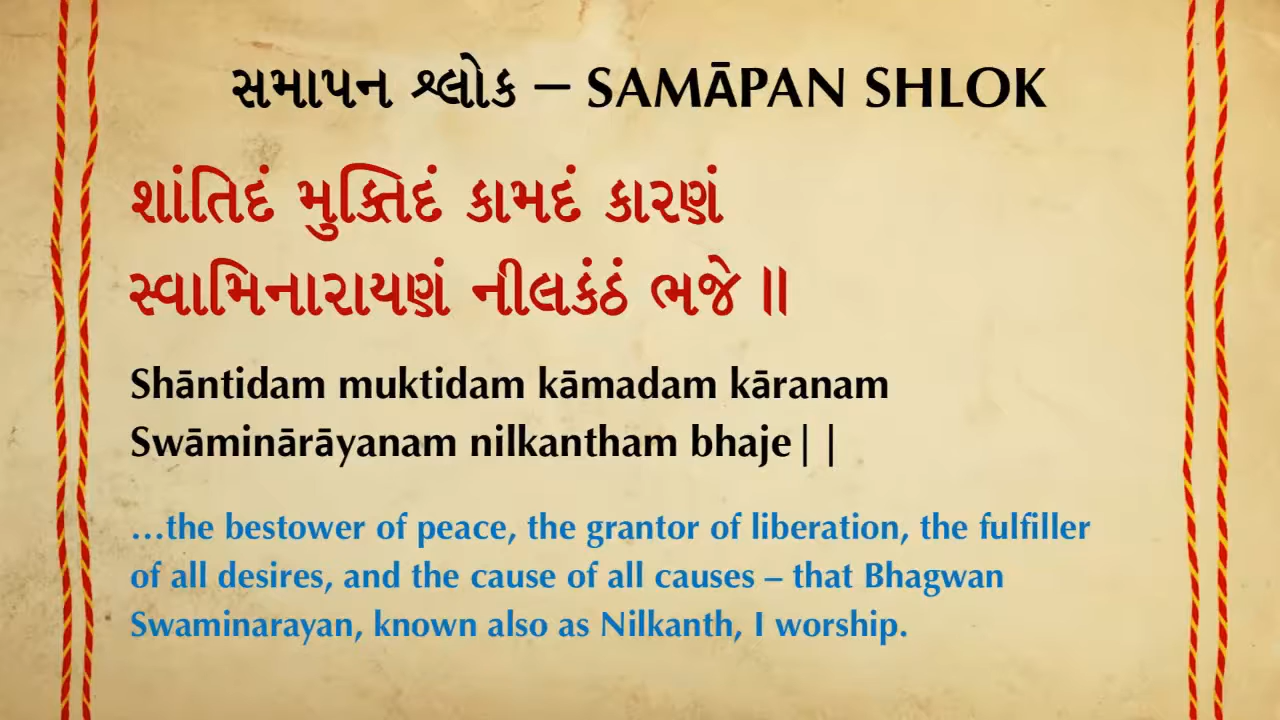 સમાપન શ્લોક – SAMĀPAN SHLOK
શાંતિદં મુક્તિદં કામદં કારણં
સ્વામિનારાયણં નીલકંઠં ભજે ॥
Shāntidam muktidam kāmadam kāranam
Swāminārāyanam nilkantham bhaje||
…the bestower of peace, the grantor of liberation, the fulfiller
of all desires, and the cause of all causes – that Bhagwan
Swaminarayan, known also as Nilkanth, I worship.